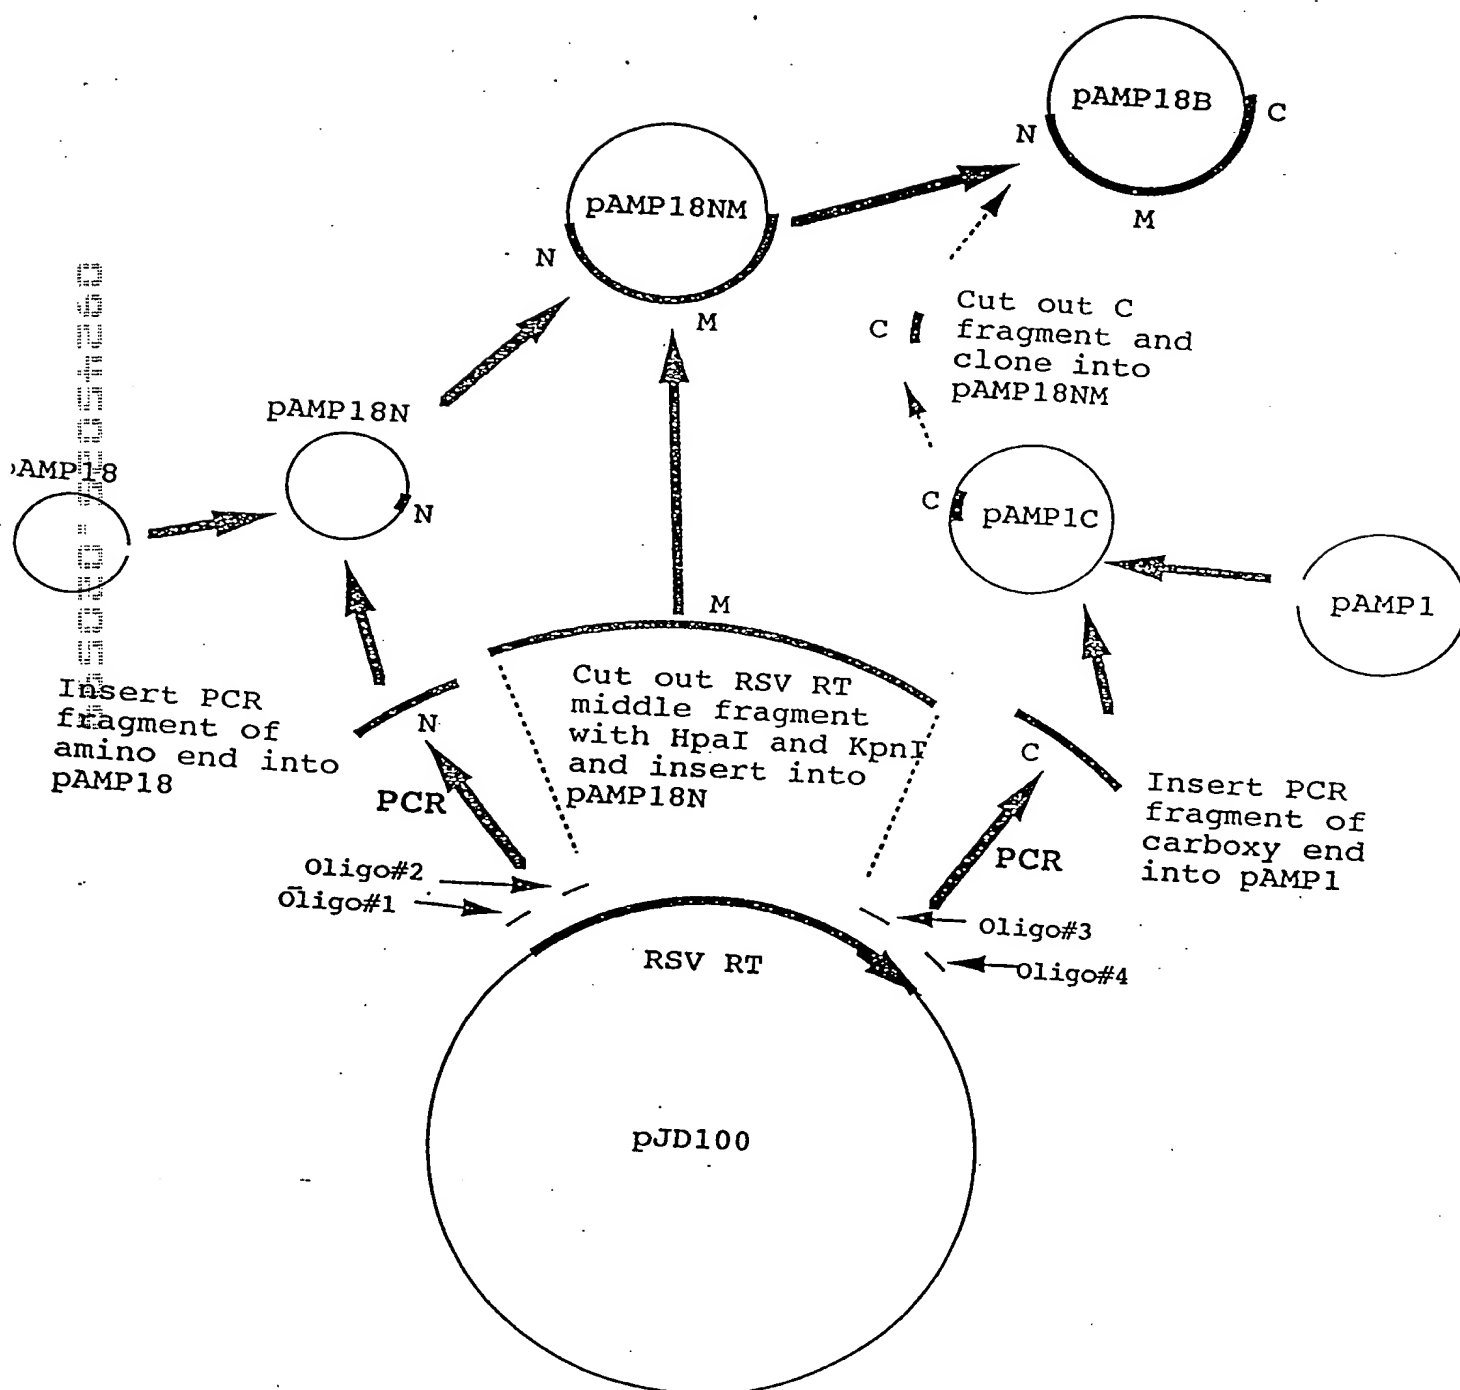 pAMP18B
C
N
M
pAMP18NM
N
M
C
Cut out C
fragment and
clone into
pAMP18NM
pAMP18N
N
AMP18
C
pAMP1C
pAMP1
M
Insert PCR
fragment of
amino end into
pAMP18
N
PCR
Cut out RSV RT
middle fragment
with HpaI and KpnI
and insert into
pAMP18N
C
PCR
Insert PCR
fragment of
carboxy end
into pAMP1
Oligo#2
Oligo#1
Oligo#3
Oligo#4
RSV RT
pJD100